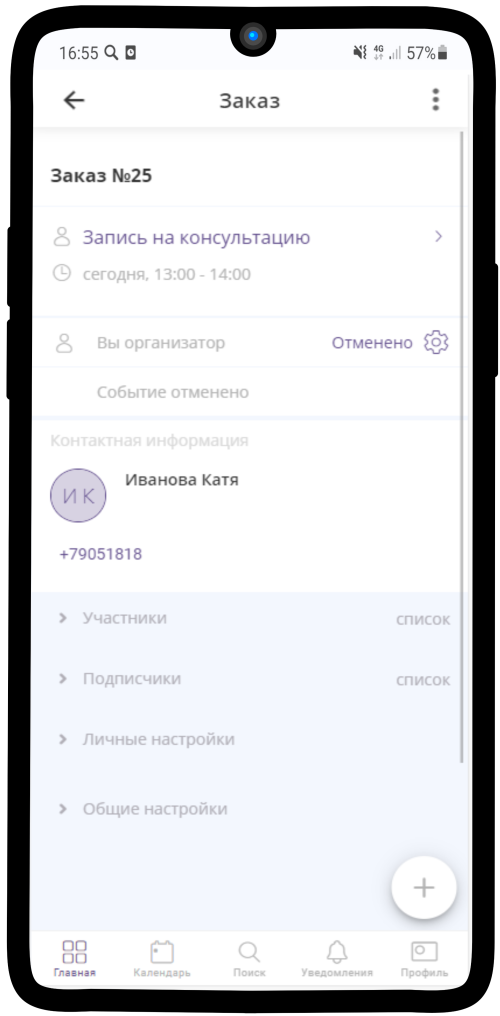 16:55 4G 57%
Заказ
Заказ №25
Запись на консультацию
сегодня, 13:00 - 14:00
Вы организатор Отменено
Событие отменено
Контактная информация
ИК Иванова Катя
+79051818
Участники список
Подписчики список
Личные настройки
Общие настройки
+
Главная Календарь Поиск Уведомления Профиль